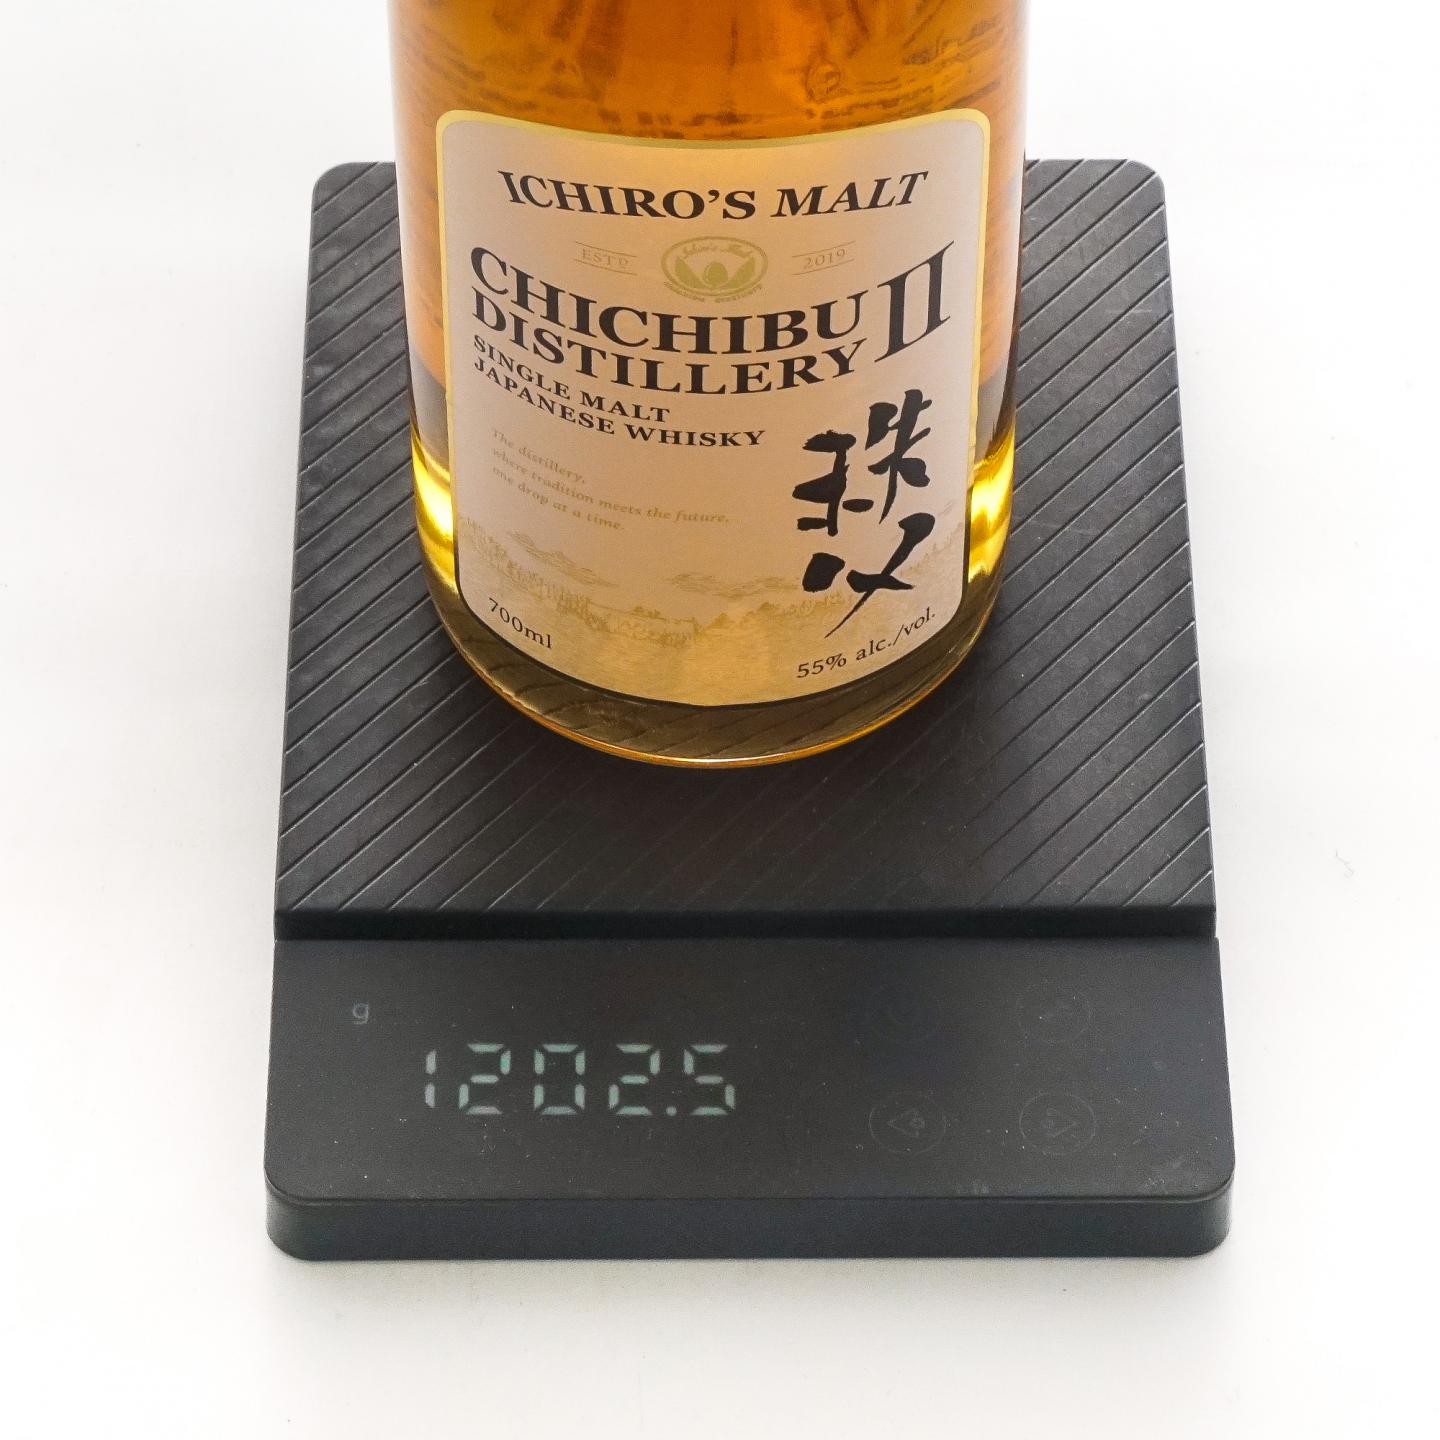 ICHIRO'S MALT
ESTD 2019
CHICHIBU
DISTILLERY II
SINGLE MALT
JAPANESE WHISKY
The distillery,
where tradition meets the future,
one drop at a time.
秩父
700ml
55% alc./vol.
g
1202.5